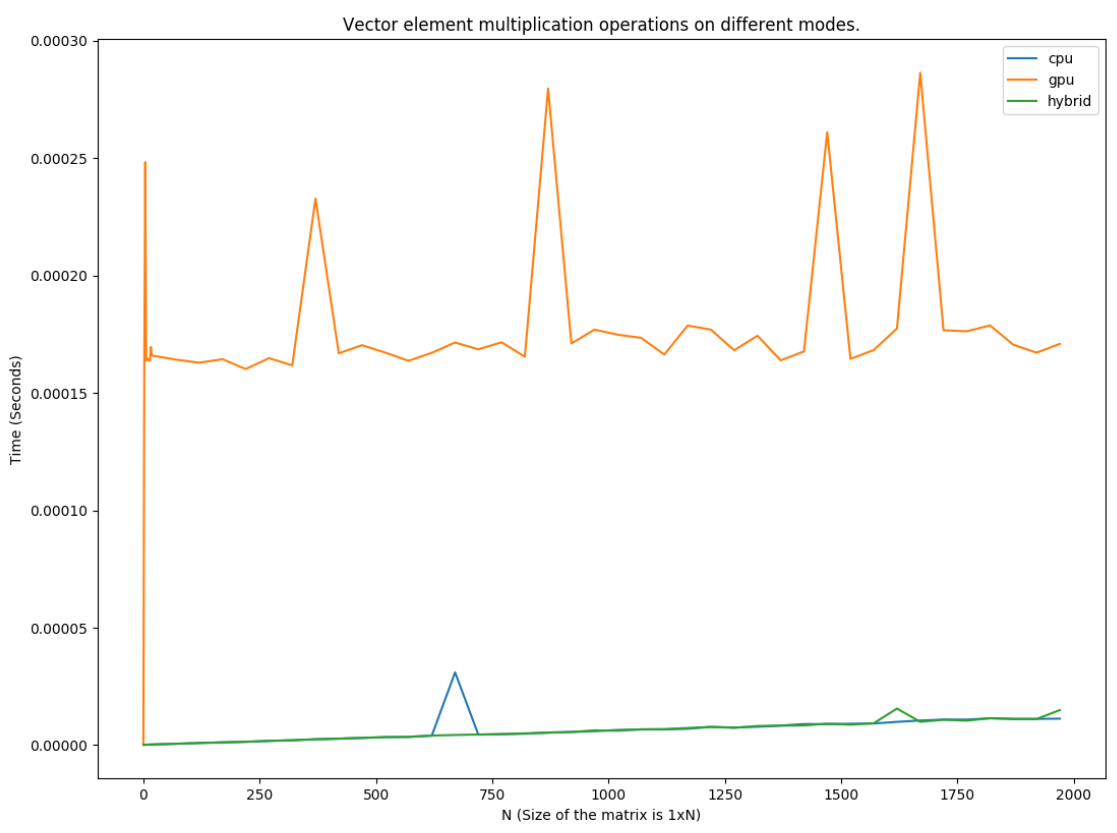 Vector element multiplication operations on different modes.
cpu
gpu
hybrid
0.00030
0.00025
0.00020
0.00015
0.00010
0.00005
0.00000
Time (Seconds)
0 250 500 750 1000 1250 1500 1750 2000
N (Size of the matrix is 1xN)